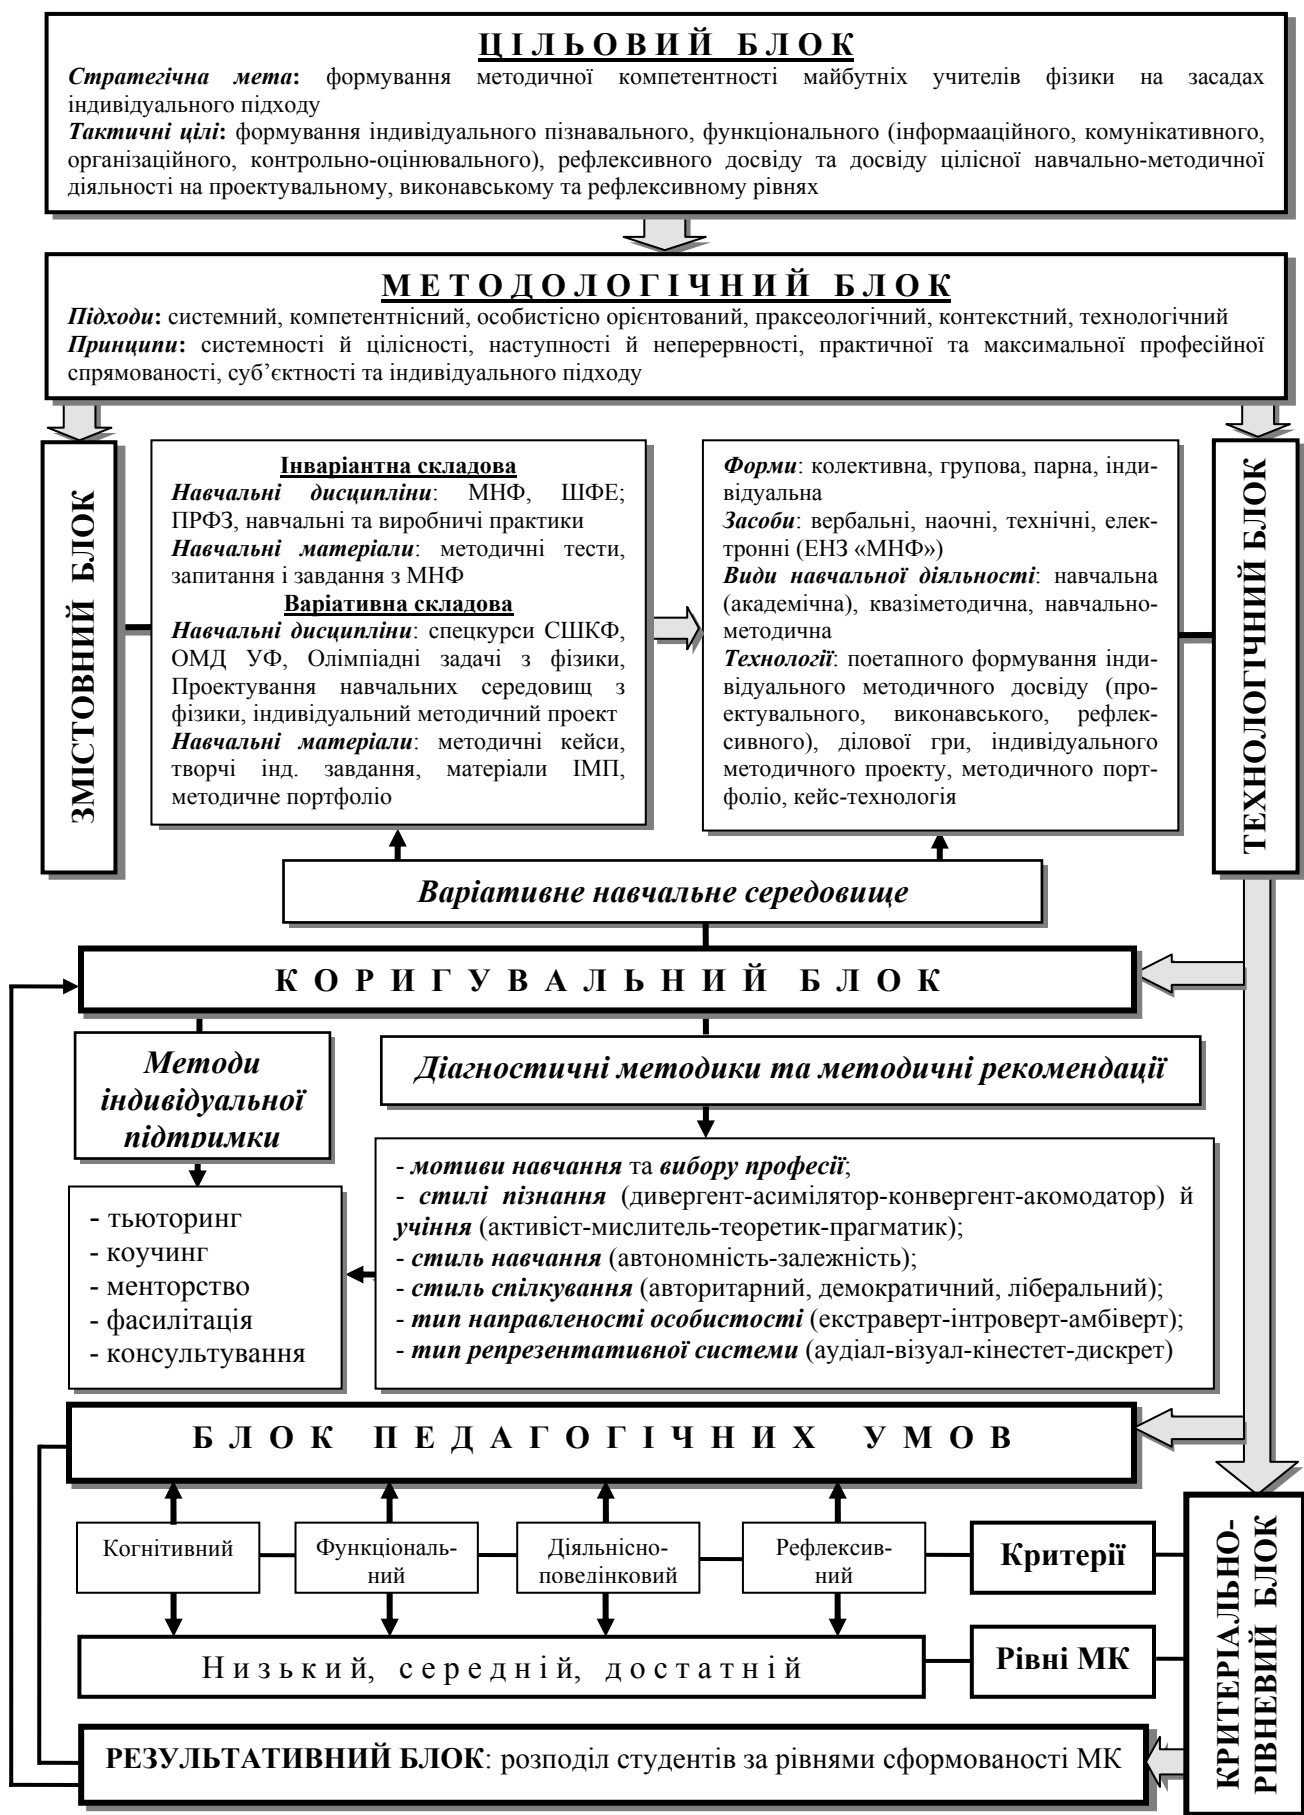 ЦІЛЬОВИЙ БЛОК
Стратегічна мета: формування методичної компетентності майбутніх учителів фізики на засадах
індивідуального підходу
Тактичні цілі: формування індивідуального пізнавального, функціонального (інформааційного, комунікативного,
організаційного, контрольно-оцінювального), рефлексивного досвіду та досвіду цілісної навчально-методичної
діяльності на проектувальному, виконавському та рефлексивному рівнях
МЕТОДОЛОГІЧНИЙ БЛОК
Підходи: системний, компетентнісний, особистісно орієнтований, праксеологічний, контекстний, технологічний
Принципи: системності й цілісності, наступності й неперервності, практичної та максимальної професійної
спрямованості, суб’єктності та індивідуального підходу
ЗМІСТОВНИЙ БЛОК
Інваріантна складова
Навчальні дисципліни: МНФ, ШФЕ;
ПРФЗ, навчальні та виробничі практики
Навчальні матеріали: методичні тести,
запитання і завдання з МНФ
Варіативна складова
Навчальні дисципліни: спецкурси СШКФ,
ОМД УФ, Олімпіадні задачі з фізики,
Проектування навчальних середовищ з
фізики, індивідуальний методичний проект
Навчальні матеріали: методичні кейси,
творчі інд. завдання, матеріали ІМП,
методичне портфоліо
Форми: колективна, групова, парна, інди-
відуальна
Засоби: вербальні, наочні, технічні, елек-
тронні (ЕНЗ «МНФ»)
Види навчальної діяльності: навчальна
(академічна), квазіметодична, навчально-
методична
Технології: поетапного формування інди-
відуального методичного досвіду (про-
ектувального, виконавського, рефлек-
сивного), ділової гри, індивідуального
методичного проекту, методичного порт-
фоліо, кейс-технологія
ТЕХНОЛОГІЧНИЙ БЛОК
Варіативне навчальне середовище
КОРИГУВАЛЬНИЙ БЛОК
Методи
індивідуальної
підтримки
Діагностичні методики та методичні рекомендації
- тьюторинг
- коучинг
- менторство
- фасилітація
- консультування
- мотиви навчання та вибору професії;
- стилі пізнання (дивергент-асимілятор-конвергент-акомодатор) й
учіння (активіст-мислитель-теоретик-прагматик);
- стиль навчання (автономність-залежність);
- стиль спілкування (авторитарний, демократичний, ліберальний);
- тип направленості особистості (екстраверт-інтроверт-амбіверт);
- тип репрезентативної системи (аудіал-візуал-кінестет-дискрет)
БЛОК ПЕДАГОГІЧНИХ УМОВ
Когнітивний
Функціональ-
ний
Діяльнісно-
поведінковий
Рефлексив-
ний
Критерії
Низький, середній, достатній
Рівні МК
КРИТЕРІАЛЬНО-
РІВНЕВИЙ БЛОК
РЕЗУЛЬТАТИВНИЙ БЛОК: розподіл студентів за рівнями сформованості МК